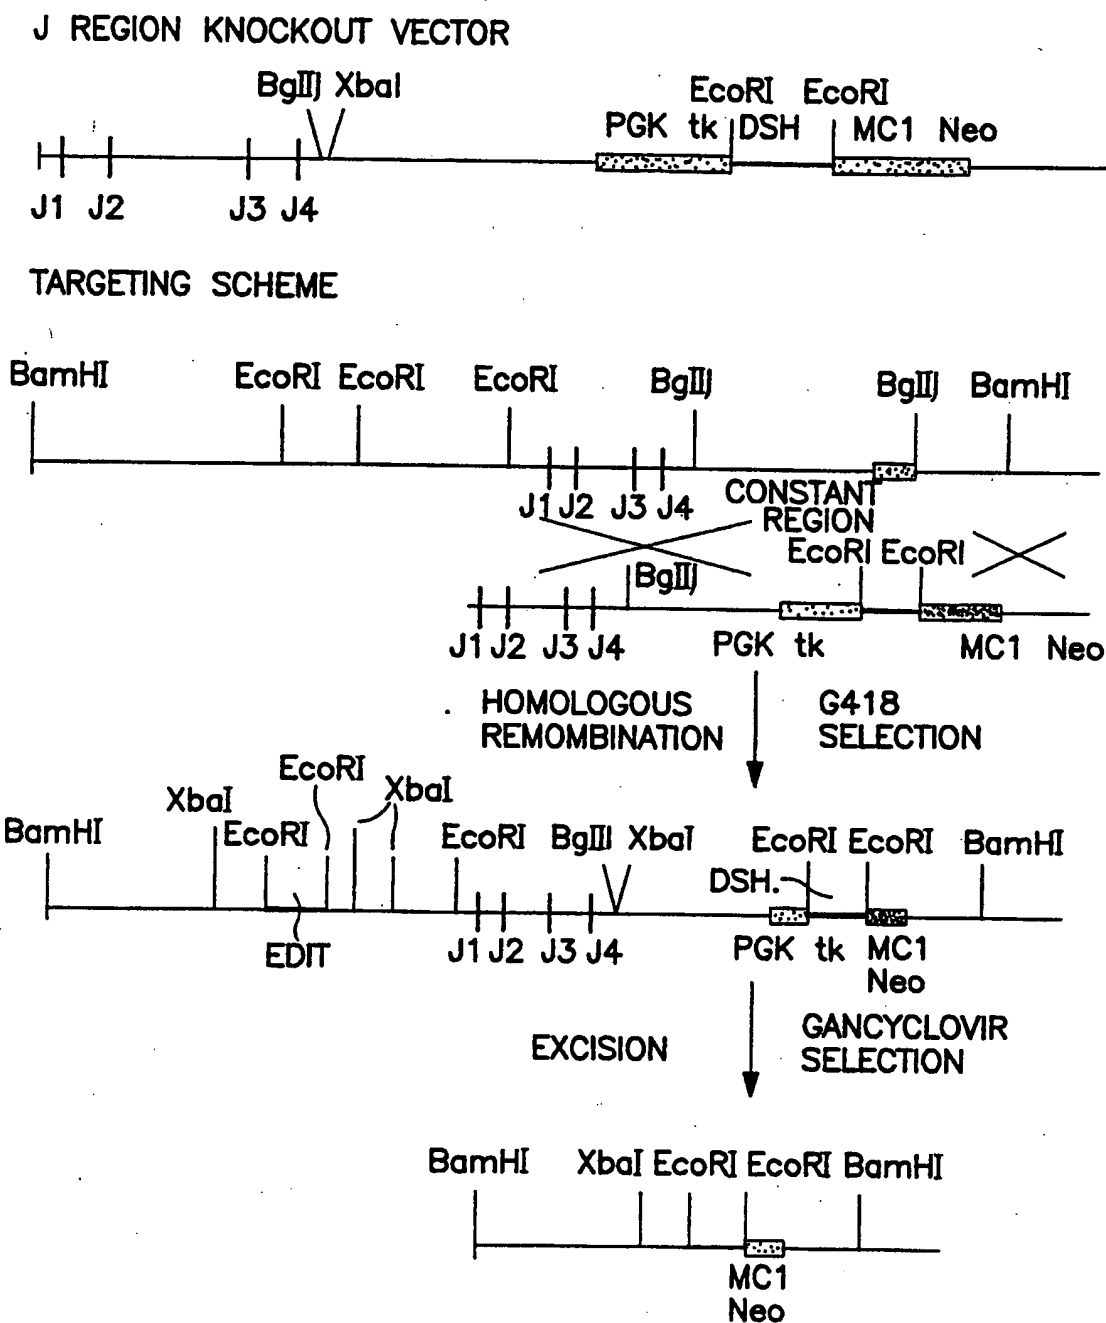 J REGION KNOCKOUT VECTOR
BglII XbaI
EcoRI EcoRI
PGK tk DSH MC1 Neo
J1 J2 J3 J4
TARGETING SCHEME
BamHI EcoRI EcoRI EcoRI BglII BglII BamHI
J1 J2 J3 J4
CONSTANT
REGION
EcoRI EcoRI
BglII
J1 J2 J3 J4 PGK tk MC1 Neo
HOMOLOGOUS
REMOMBINATION
G418
SELECTION
EcoRI
XbaI XbaI
BamHI EcoRI EcoRI BglII XbaI EcoRI EcoRI BamHI
DSH.
EDIT
J1 J2 J3 J4 PGK tk MC1
Neo
EXCISION
GANCYCLOVIR
SELECTION
BamHI XbaI EcoRI EcoRI BamHI
MC1
Neo